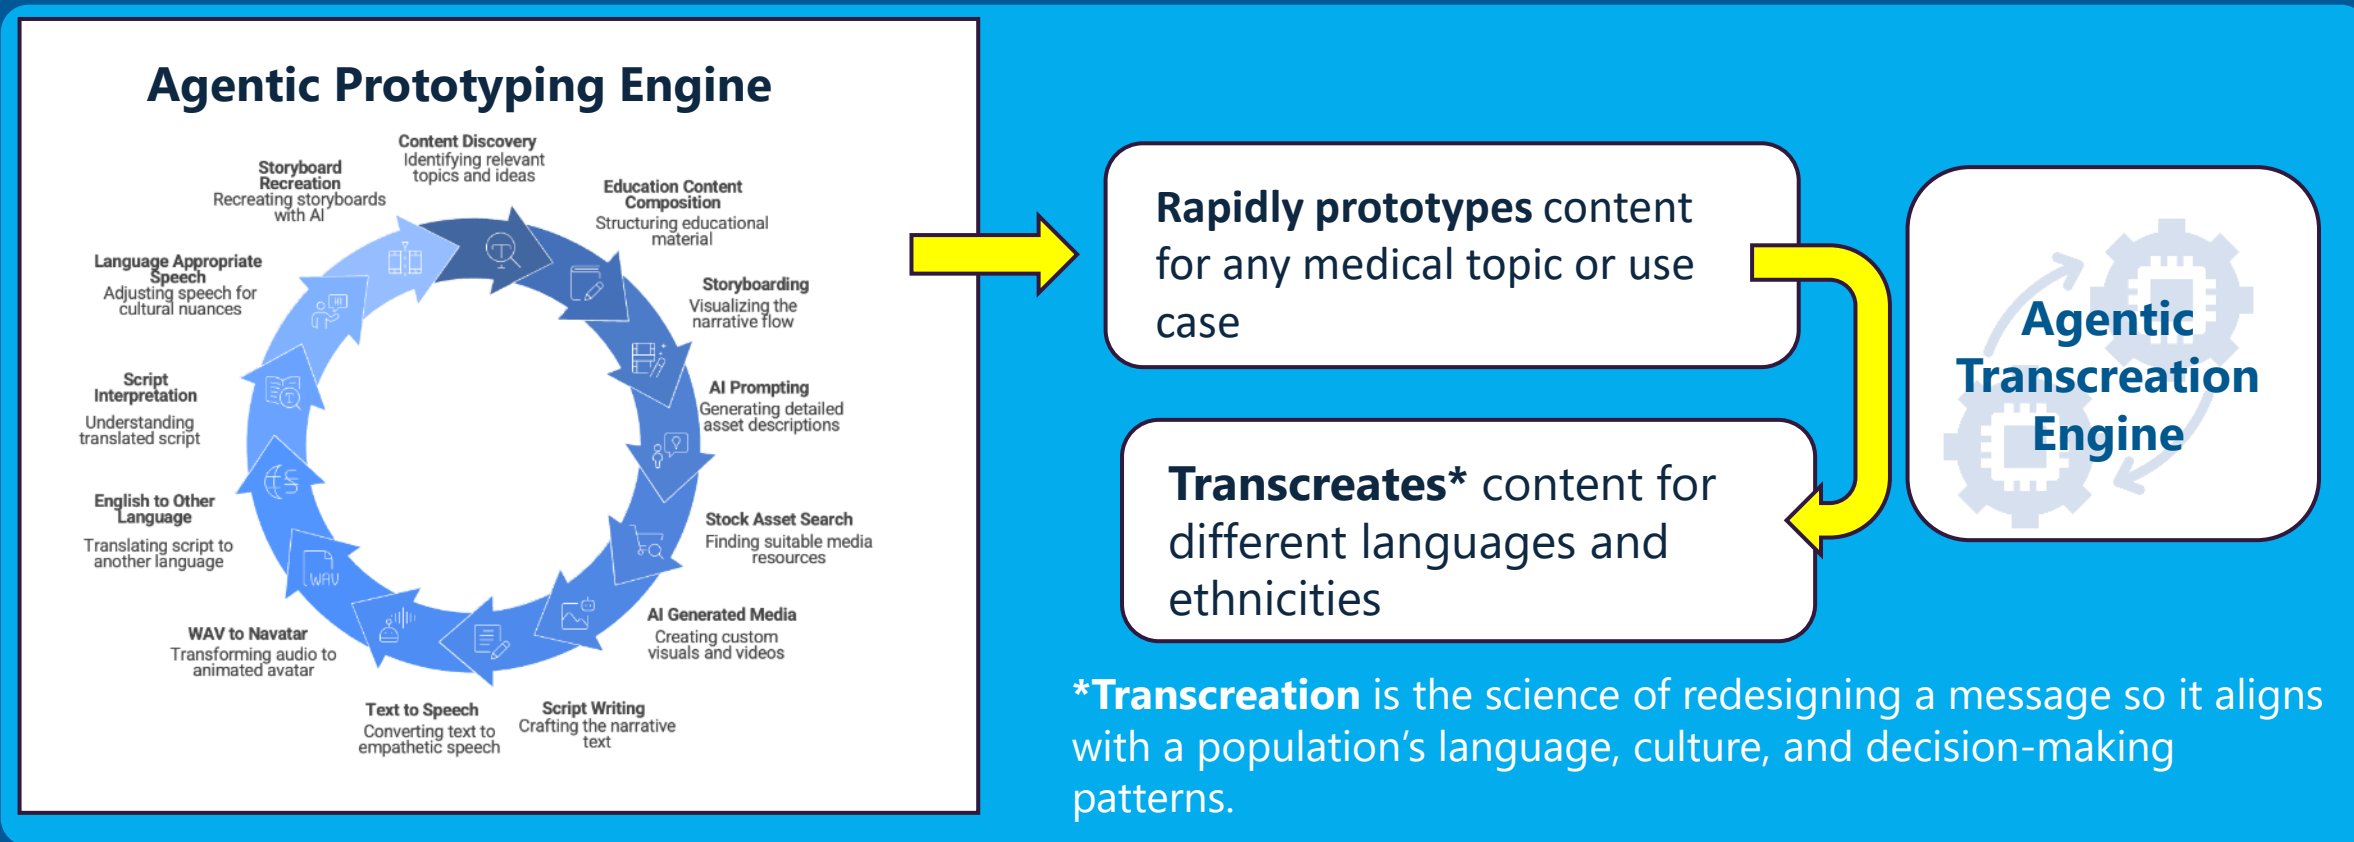 Agentic Prototyping Engine
Content Discovery
Identifying relevant
topics and ideas
Education Content
Composition
Structuring educational
material
Storyboarding
Visualizing the
narrative flow
AI Prompting
Generating detailed
asset descriptions
Stock Asset Search
Finding suitable media
resources
AI Generated Media
Creating custom
visuals and videos
Script Writing
Crafting the narrative
text
Text to Speech
Converting text to
empathetic speech
WAV to Navatar
Transforming audio to
animated avatar
English to Other
Language
Translating script to
another language
Script
Interpretation
Understanding
translated script
Language Appropriate
Speech
Adjusting speech for
cultural nuances
Storyboard
Recreation
Recreating storyboards
with AI
WAV
Rapidly prototypes content
for any medical topic or use
case
Transcreates* content for
different languages and
ethnicities
Agentic
Transcreation
Engine
*Transcreation is the science of redesigning a message so it aligns
with a population’s language, culture, and decision-making
patterns.